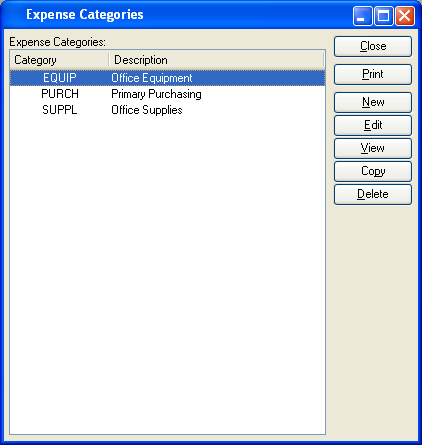 Expense Categories
Expense Categories:
Category Description
EQUIP Office Equipment
PURCH Primary Purchasing
SUPPL Office Supplies
Close
Print
New
Edit
View
Copy
Delete